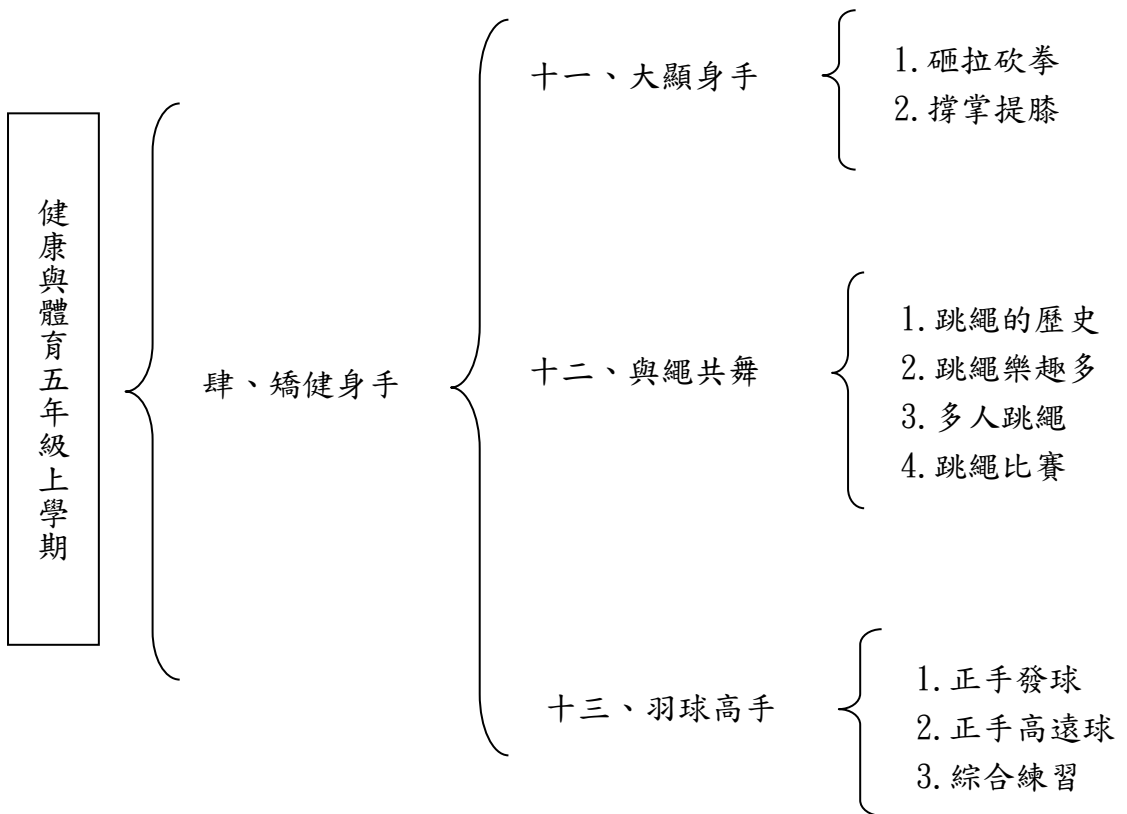 健康與體育五年級上學期
肆、矯健身手
十一、大顯身手
1.砸拉砍拳
2.撐掌提膝
十二、與繩共舞
1.跳繩的歷史
2.跳繩樂趣多
3.多人跳繩
4.跳繩比賽
十三、羽球高手
1.正手發球
2.正手高遠球
3.綜合練習